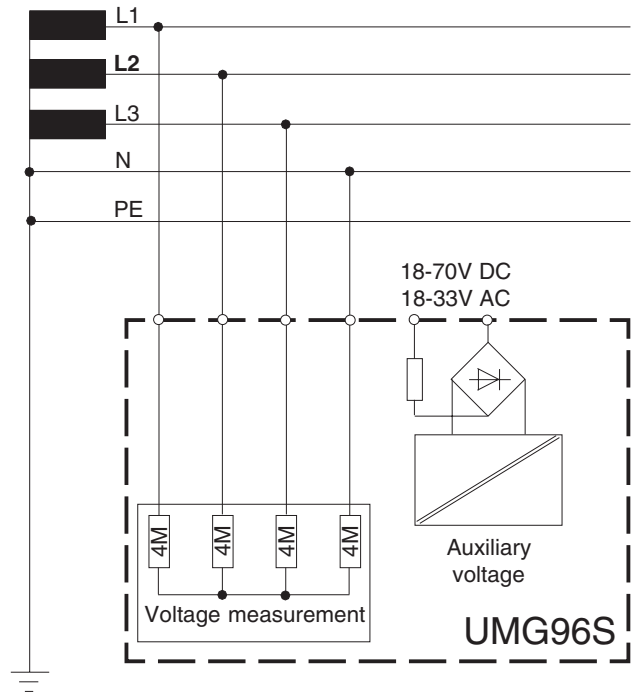 L1
L2
L3
N
PE
18-70V DC
18-33V AC
4M
4M
4M
4M
Auxiliary
voltage
Voltage measurement
UMG96S